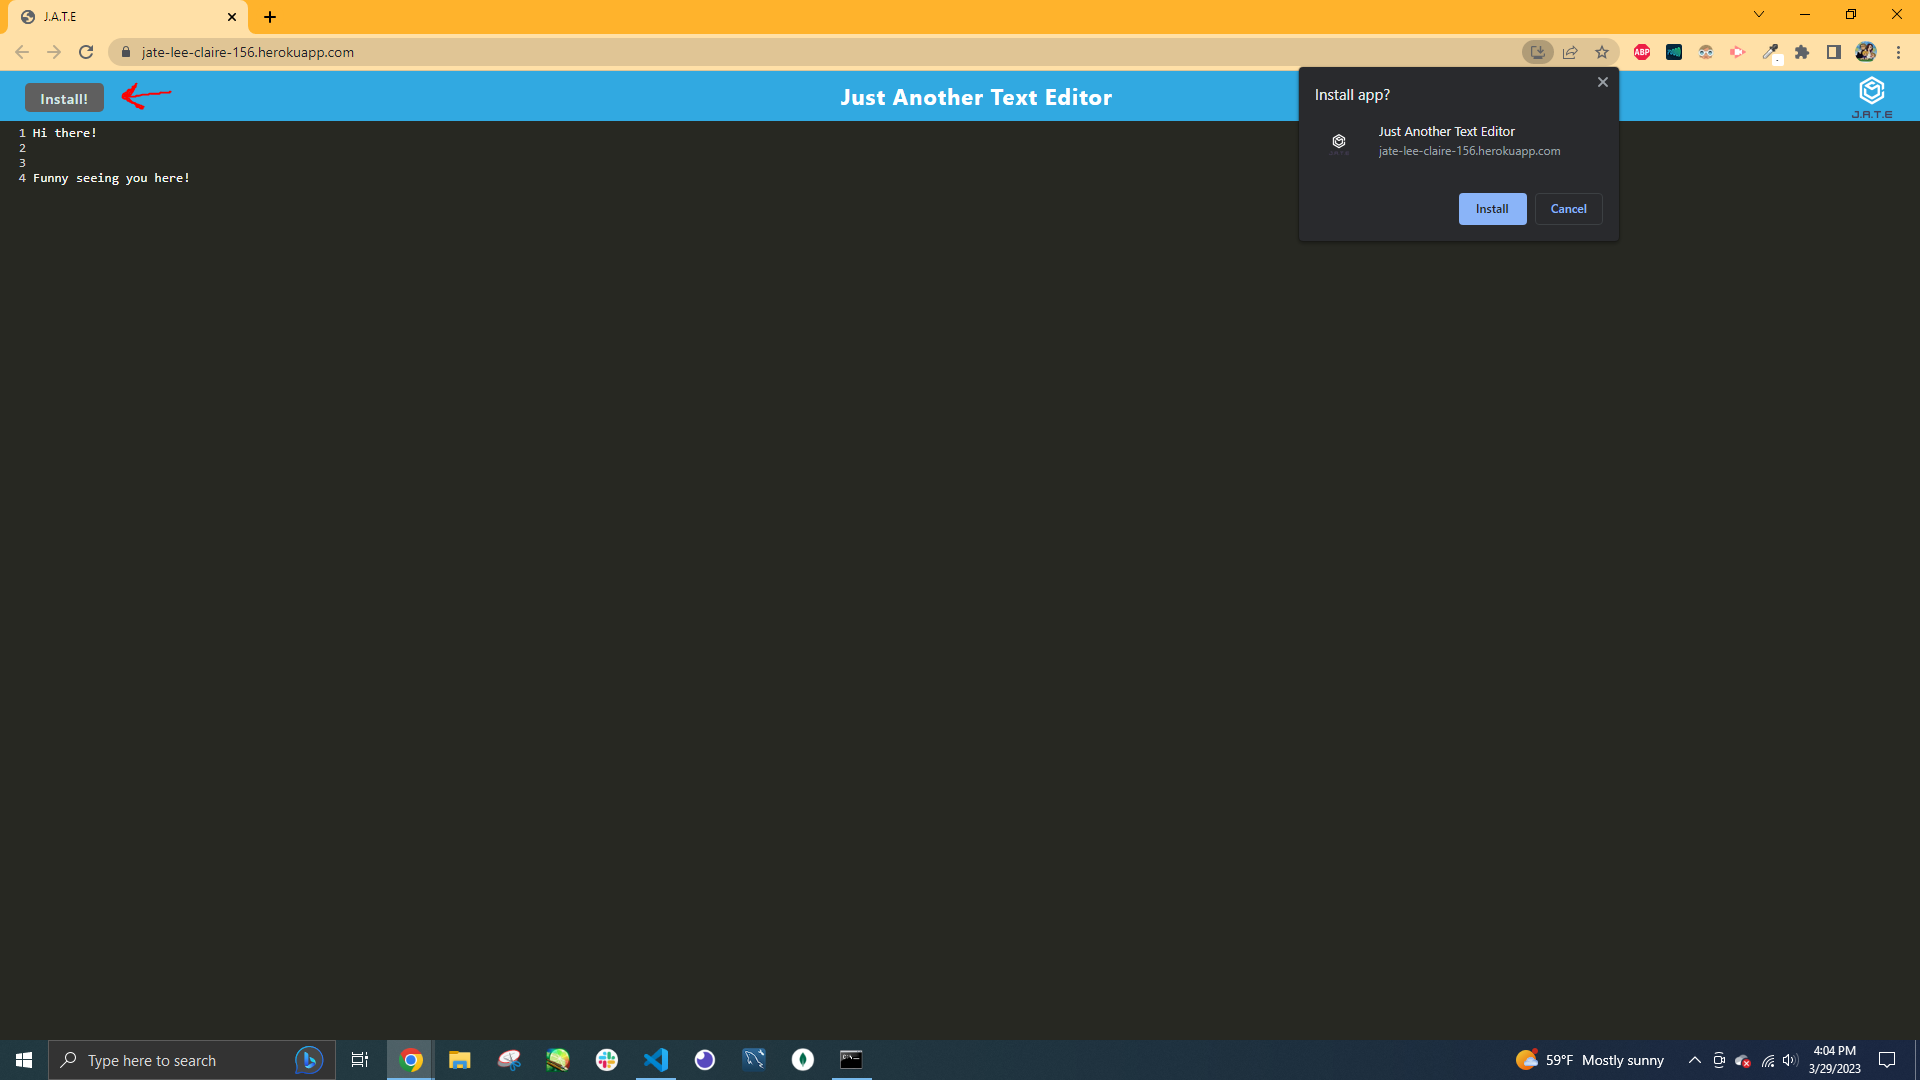 J.A.T.E
jate-lee-claire-156.herokuapp.com
ABP
Install!
Just Another Text Editor
J.A.T.E
Install app?
Just Another Text Editor
jate-lee-claire-156.herokuapp.com
Install
Cancel
1 Hi there!
2
3
4 Funny seeing you here!
Type here to search
59°F Mostly sunny
4:04 PM
3/29/2023